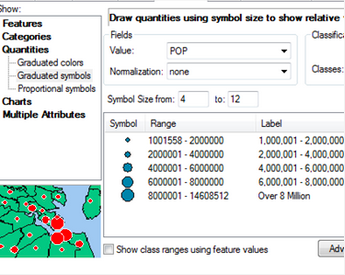 Show:
Features
Categories
Quantities
Graduated colors
Graduated symbols
Proportional symbols
Charts
Multiple Attributes
Draw quantities using symbol size to show relative
Fields
Value: POP
Normalization: none
Classifica
Classes:
Symbol Size from: 4 to: 12
Symbol Range Label
1001558 - 2000000 1,000,001 - 2,000,000
2000001 - 4000000 2,000,001 - 4,000,000
4000001 - 6000000 4,000,001 - 6,000,000
6000001 - 8000000 6,000,001 - 8,000,000
8000001 - 14608512 Over 8 Million
Show class ranges using feature values
Adv